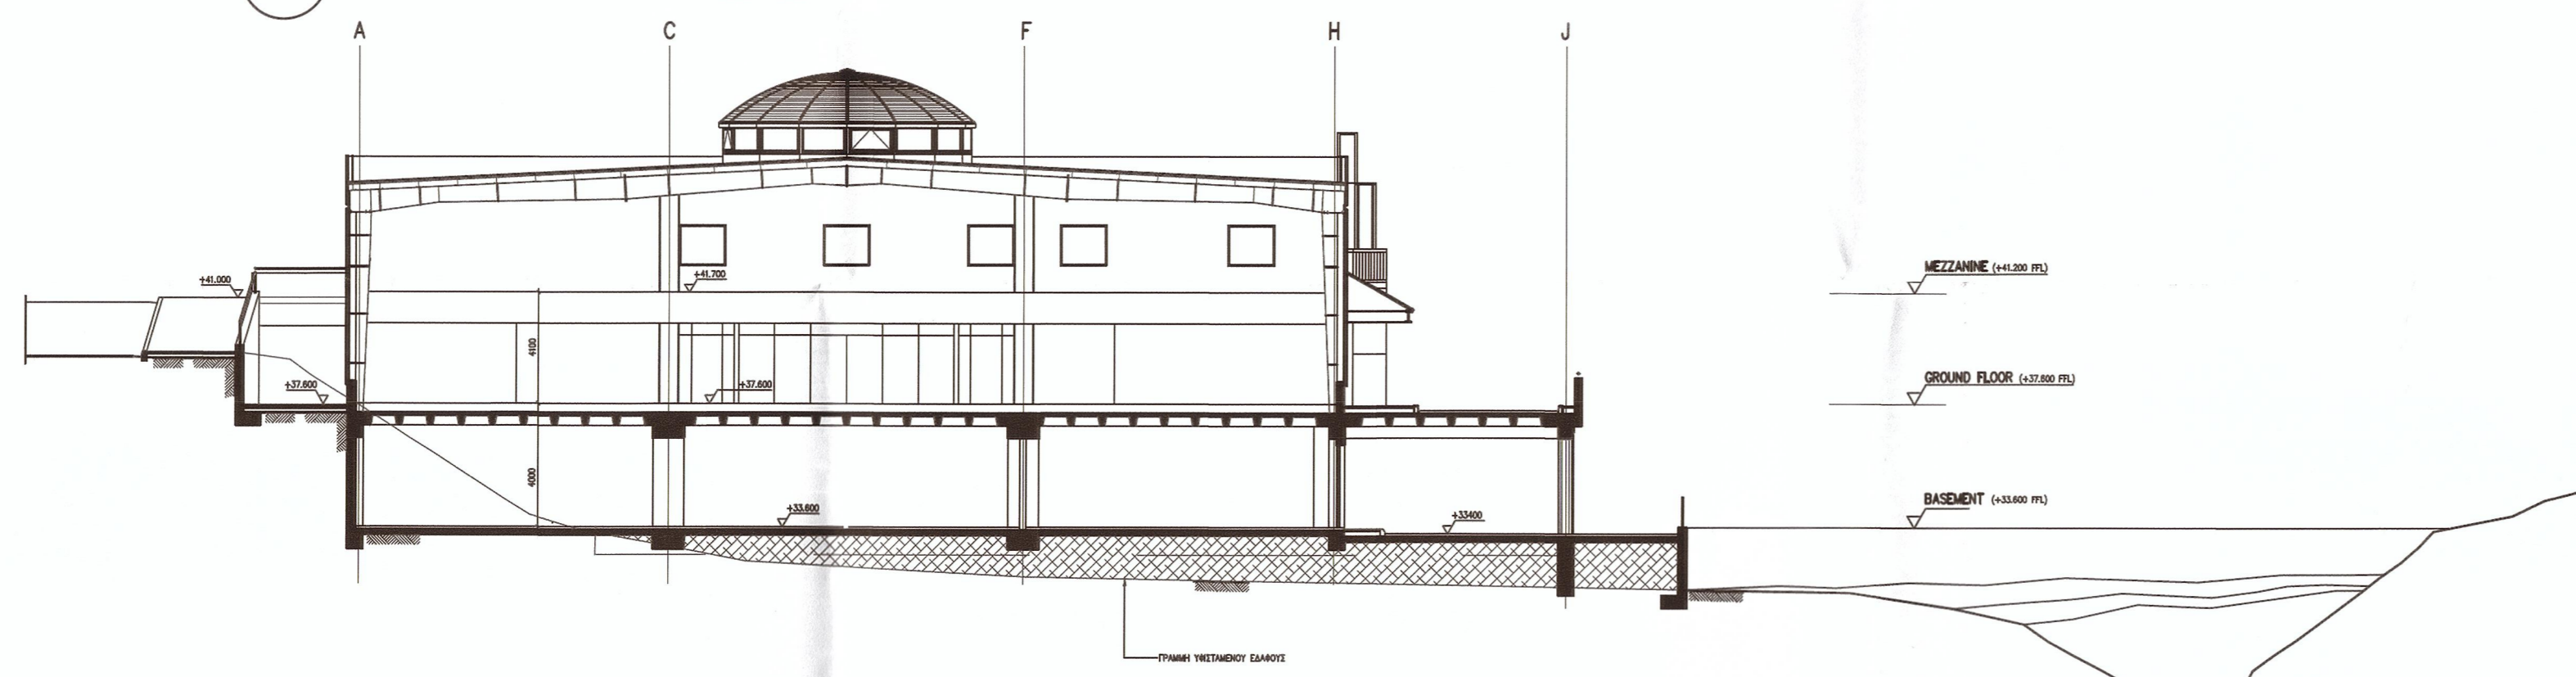 A C F H J
+41.000
+41.700
MEZZANINE (+41.200 FFL)
4100
+37.600
+37.600
GROUND FLOOR (+37.600 FFL)
4000
+33.600
+33400
BASEMENT (+33.600 FFL)
ΓΡΑΜΜΗ ΥΦΙΣΤΑΜΕΝΟΥ ΕΔΑΦΟΥΣ